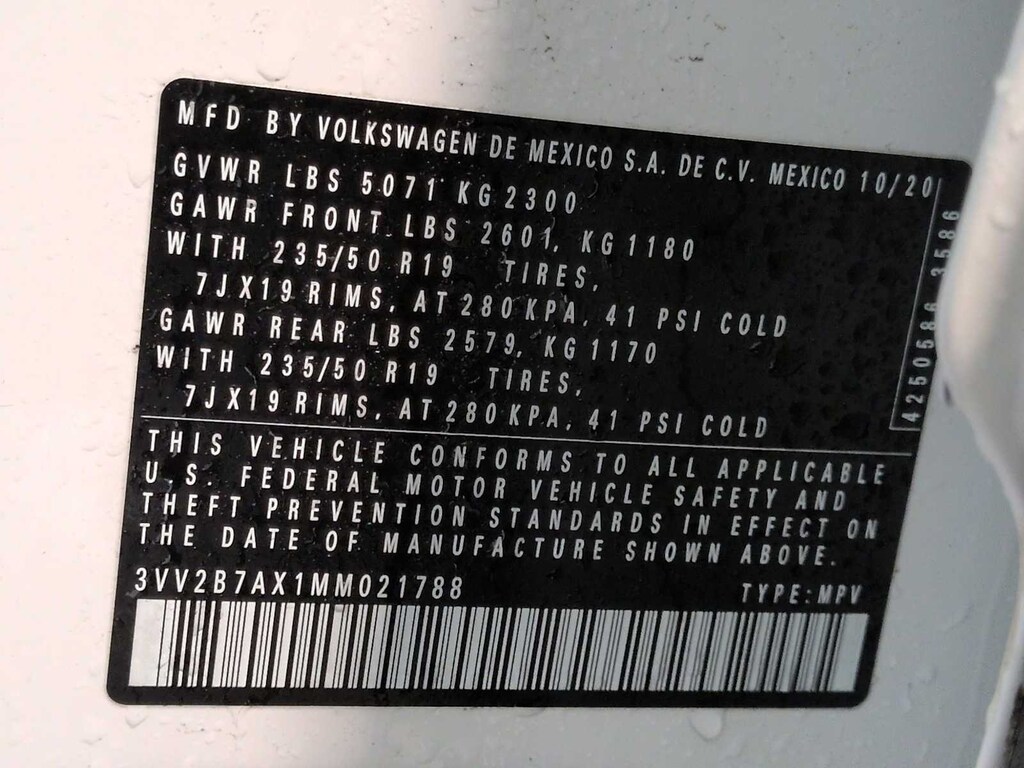 MFD BY VOLKSWAGEN DE MEXICO S.A. DE C.V. MEXICO 10/20
GVWR LBS 5071 KG 2300
GAWR FRONT LBS 2601, KG 1180
WITH 235/50 R19 TIRES,
7JX19 RIMS, AT 280 KPA, 41 PSI COLD
GAWR REAR LBS 2579, KG 1170
WITH 235/50 R19 TIRES,
7JX19 RIMS, AT 280 KPA, 41 PSI COLD
4250586 3586
THIS VEHICLE CONFORMS TO ALL APPLICABLE
U.S. FEDERAL MOTOR VEHICLE SAFETY AND
THEFT PREVENTION STANDARDS IN EFFECT ON
THE DATE OF MANUFACTURE SHOWN ABOVE.
3VV2B7AX1MM021788 TYPE: MPV